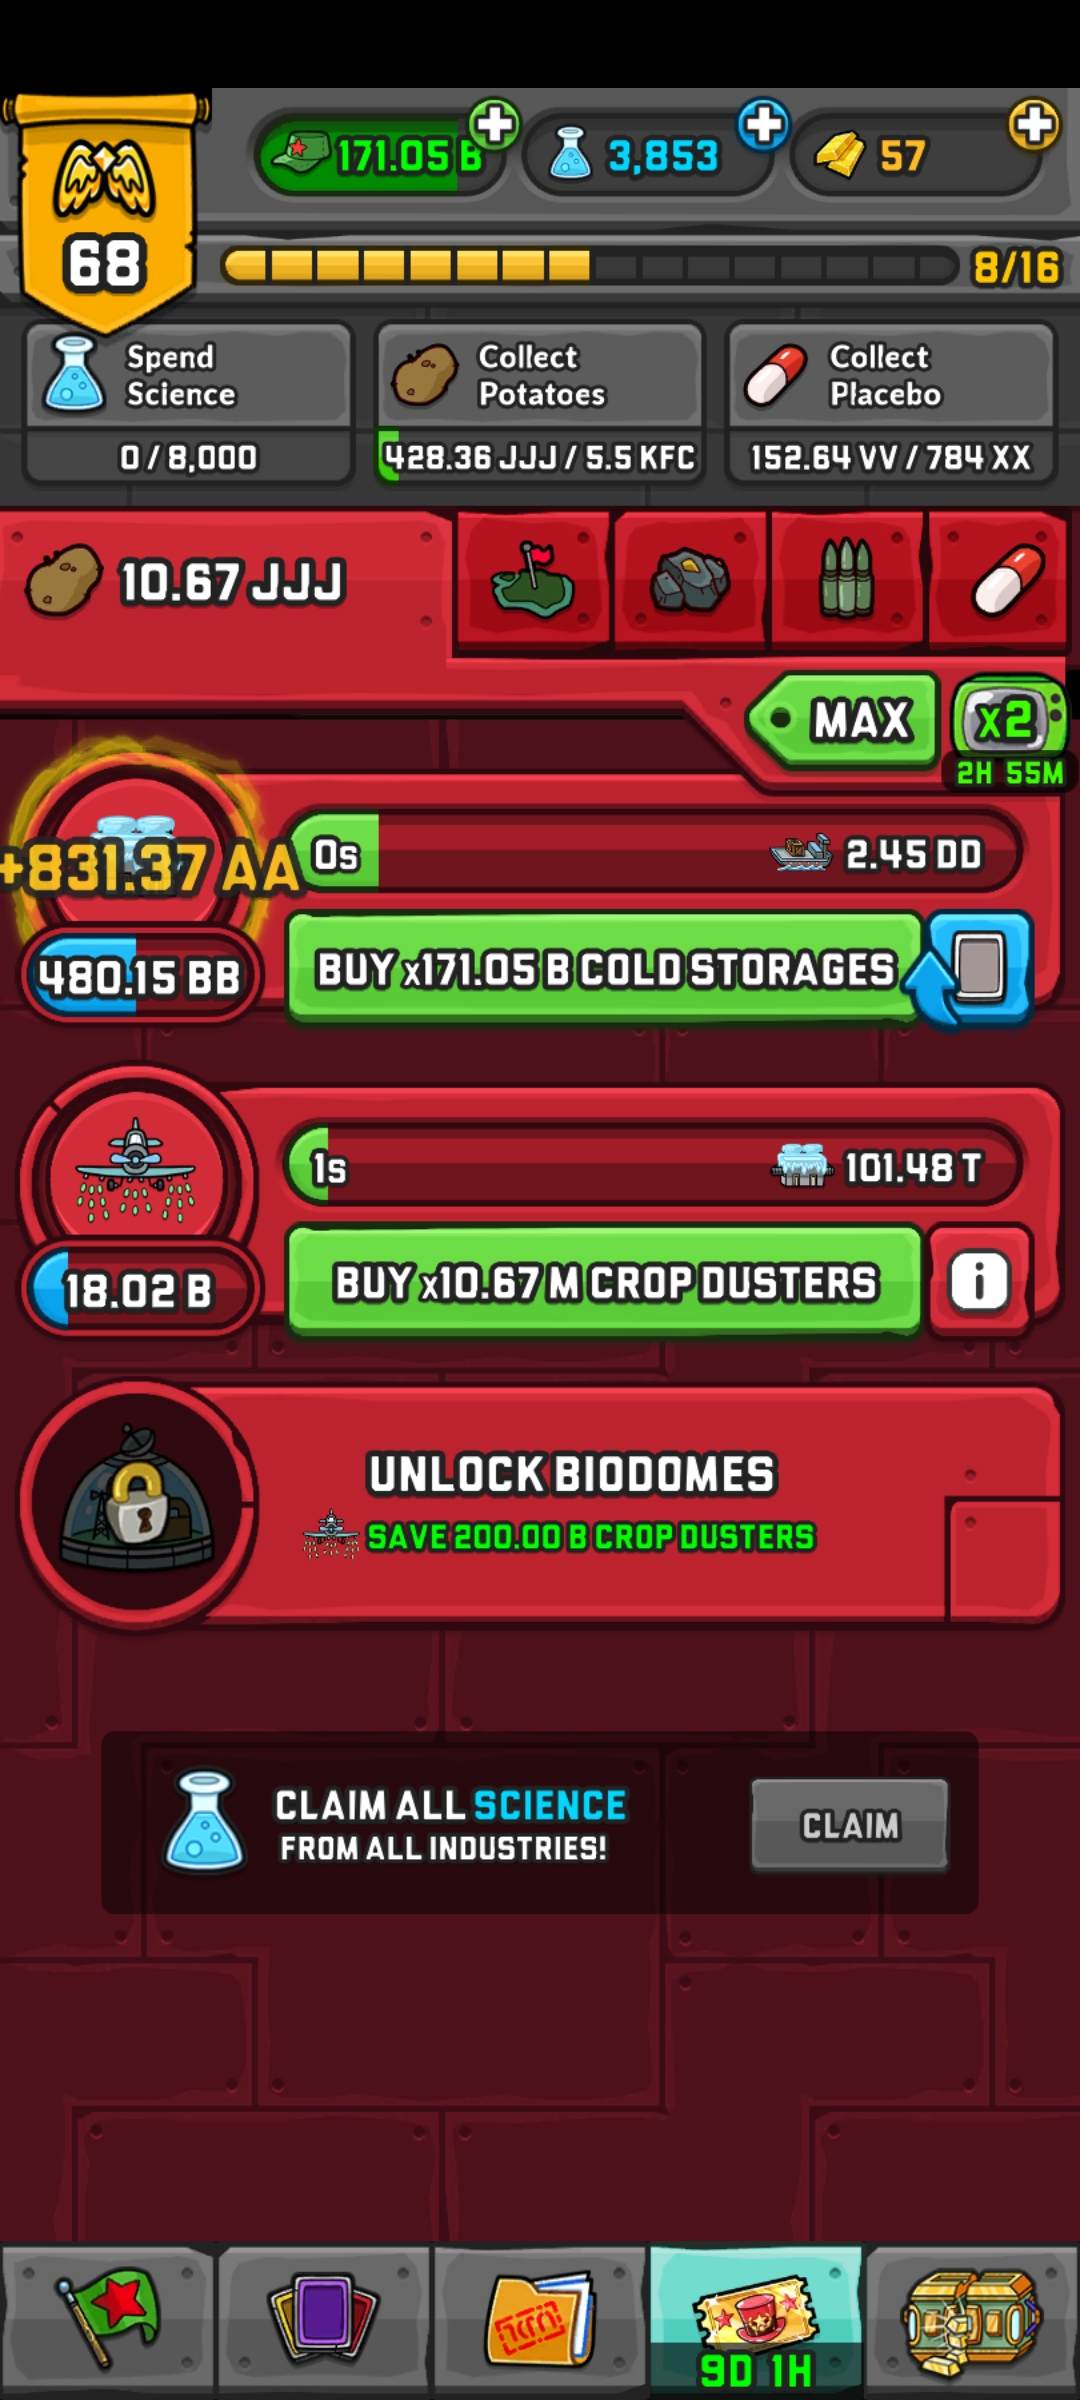 171.05 B
3,853
57
68
8/16
Spend
Science
0 / 8,000
Collect
Potatoes
428.36 JJJ / 5.5 KFC
Collect
Placebo
152.64 VV / 784 XX
10.67 JJJ
MAX
x2
2H 55M
+831.37 AA
0s
2.45 DD
480.15 BB
BUY x171.05 B COLD STORAGES
1s
101.48 T
18.02 B
BUY x10.67 M CROP DUSTERS
i
UNLOCK BIODOMES
SAVE 200.00 B CROP DUSTERS
CLAIM ALL SCIENCE
FROM ALL INDUSTRIES!
CLAIM
9D 1H